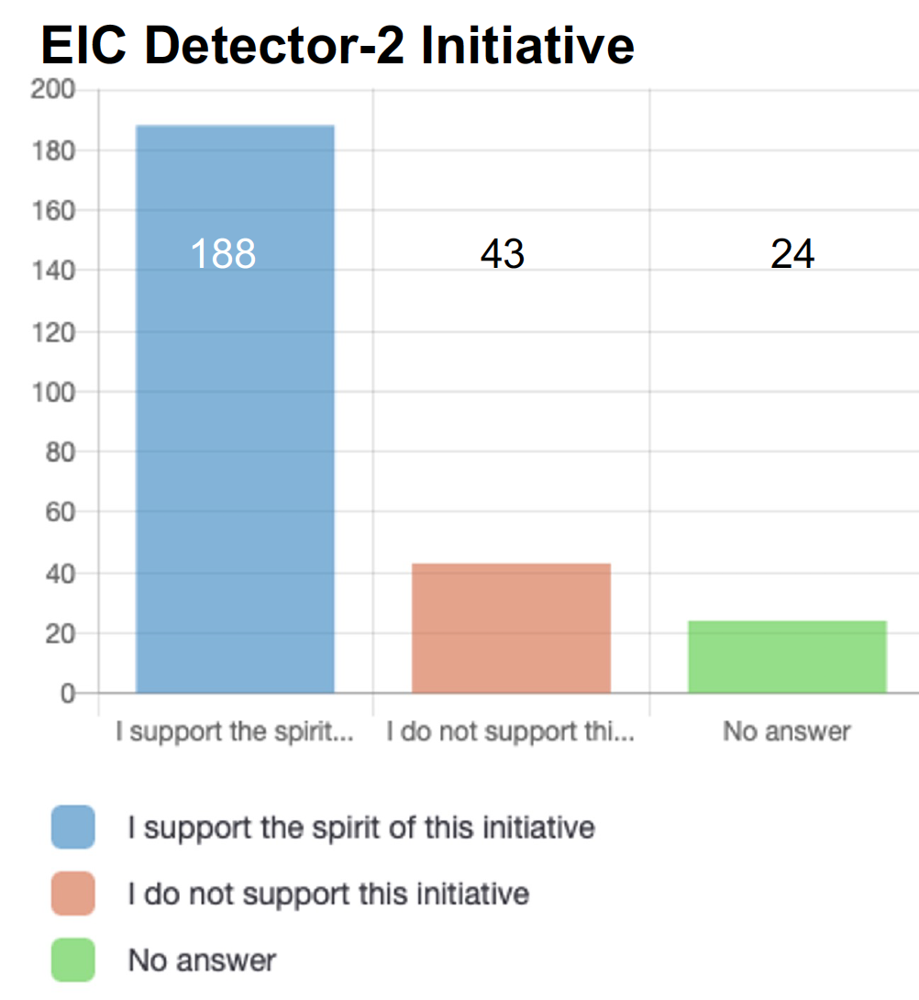 EIC Detector-2 Initiative
200
180
160
188
43
24
140
120
100
80
60
40
20
0
I support the spirit...
I do not support thi...
No answer
I support the spirit of this initiative
I do not support this initiative
No answer